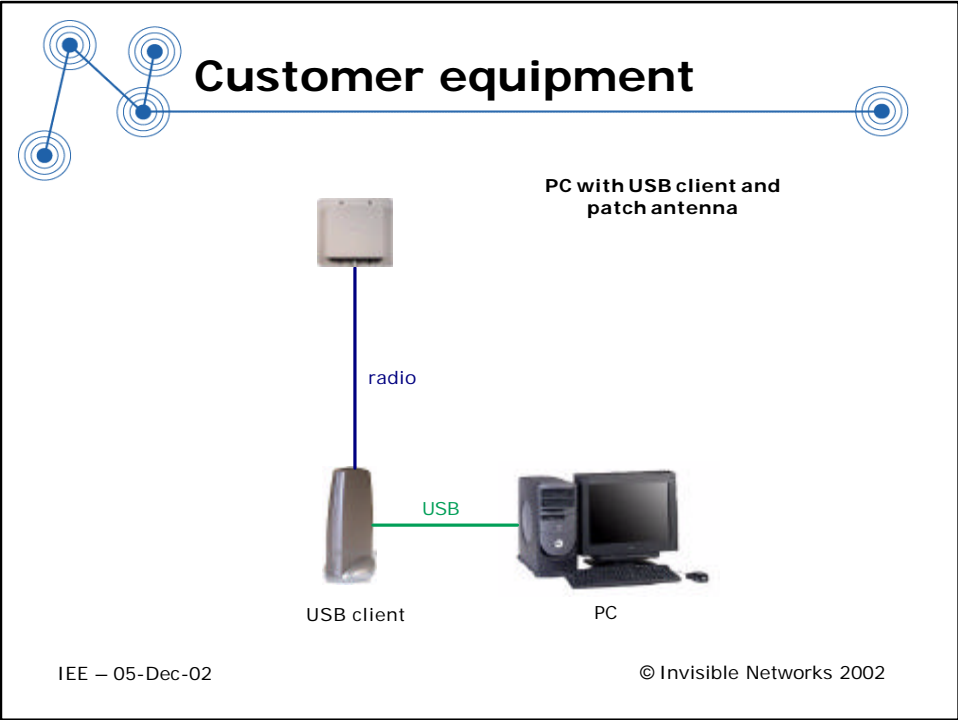 Customer equipment
PC with USB client and
patch antenna
radio
USB
USB client
PC
IEE – 05-Dec-02
© Invisible Networks 2002